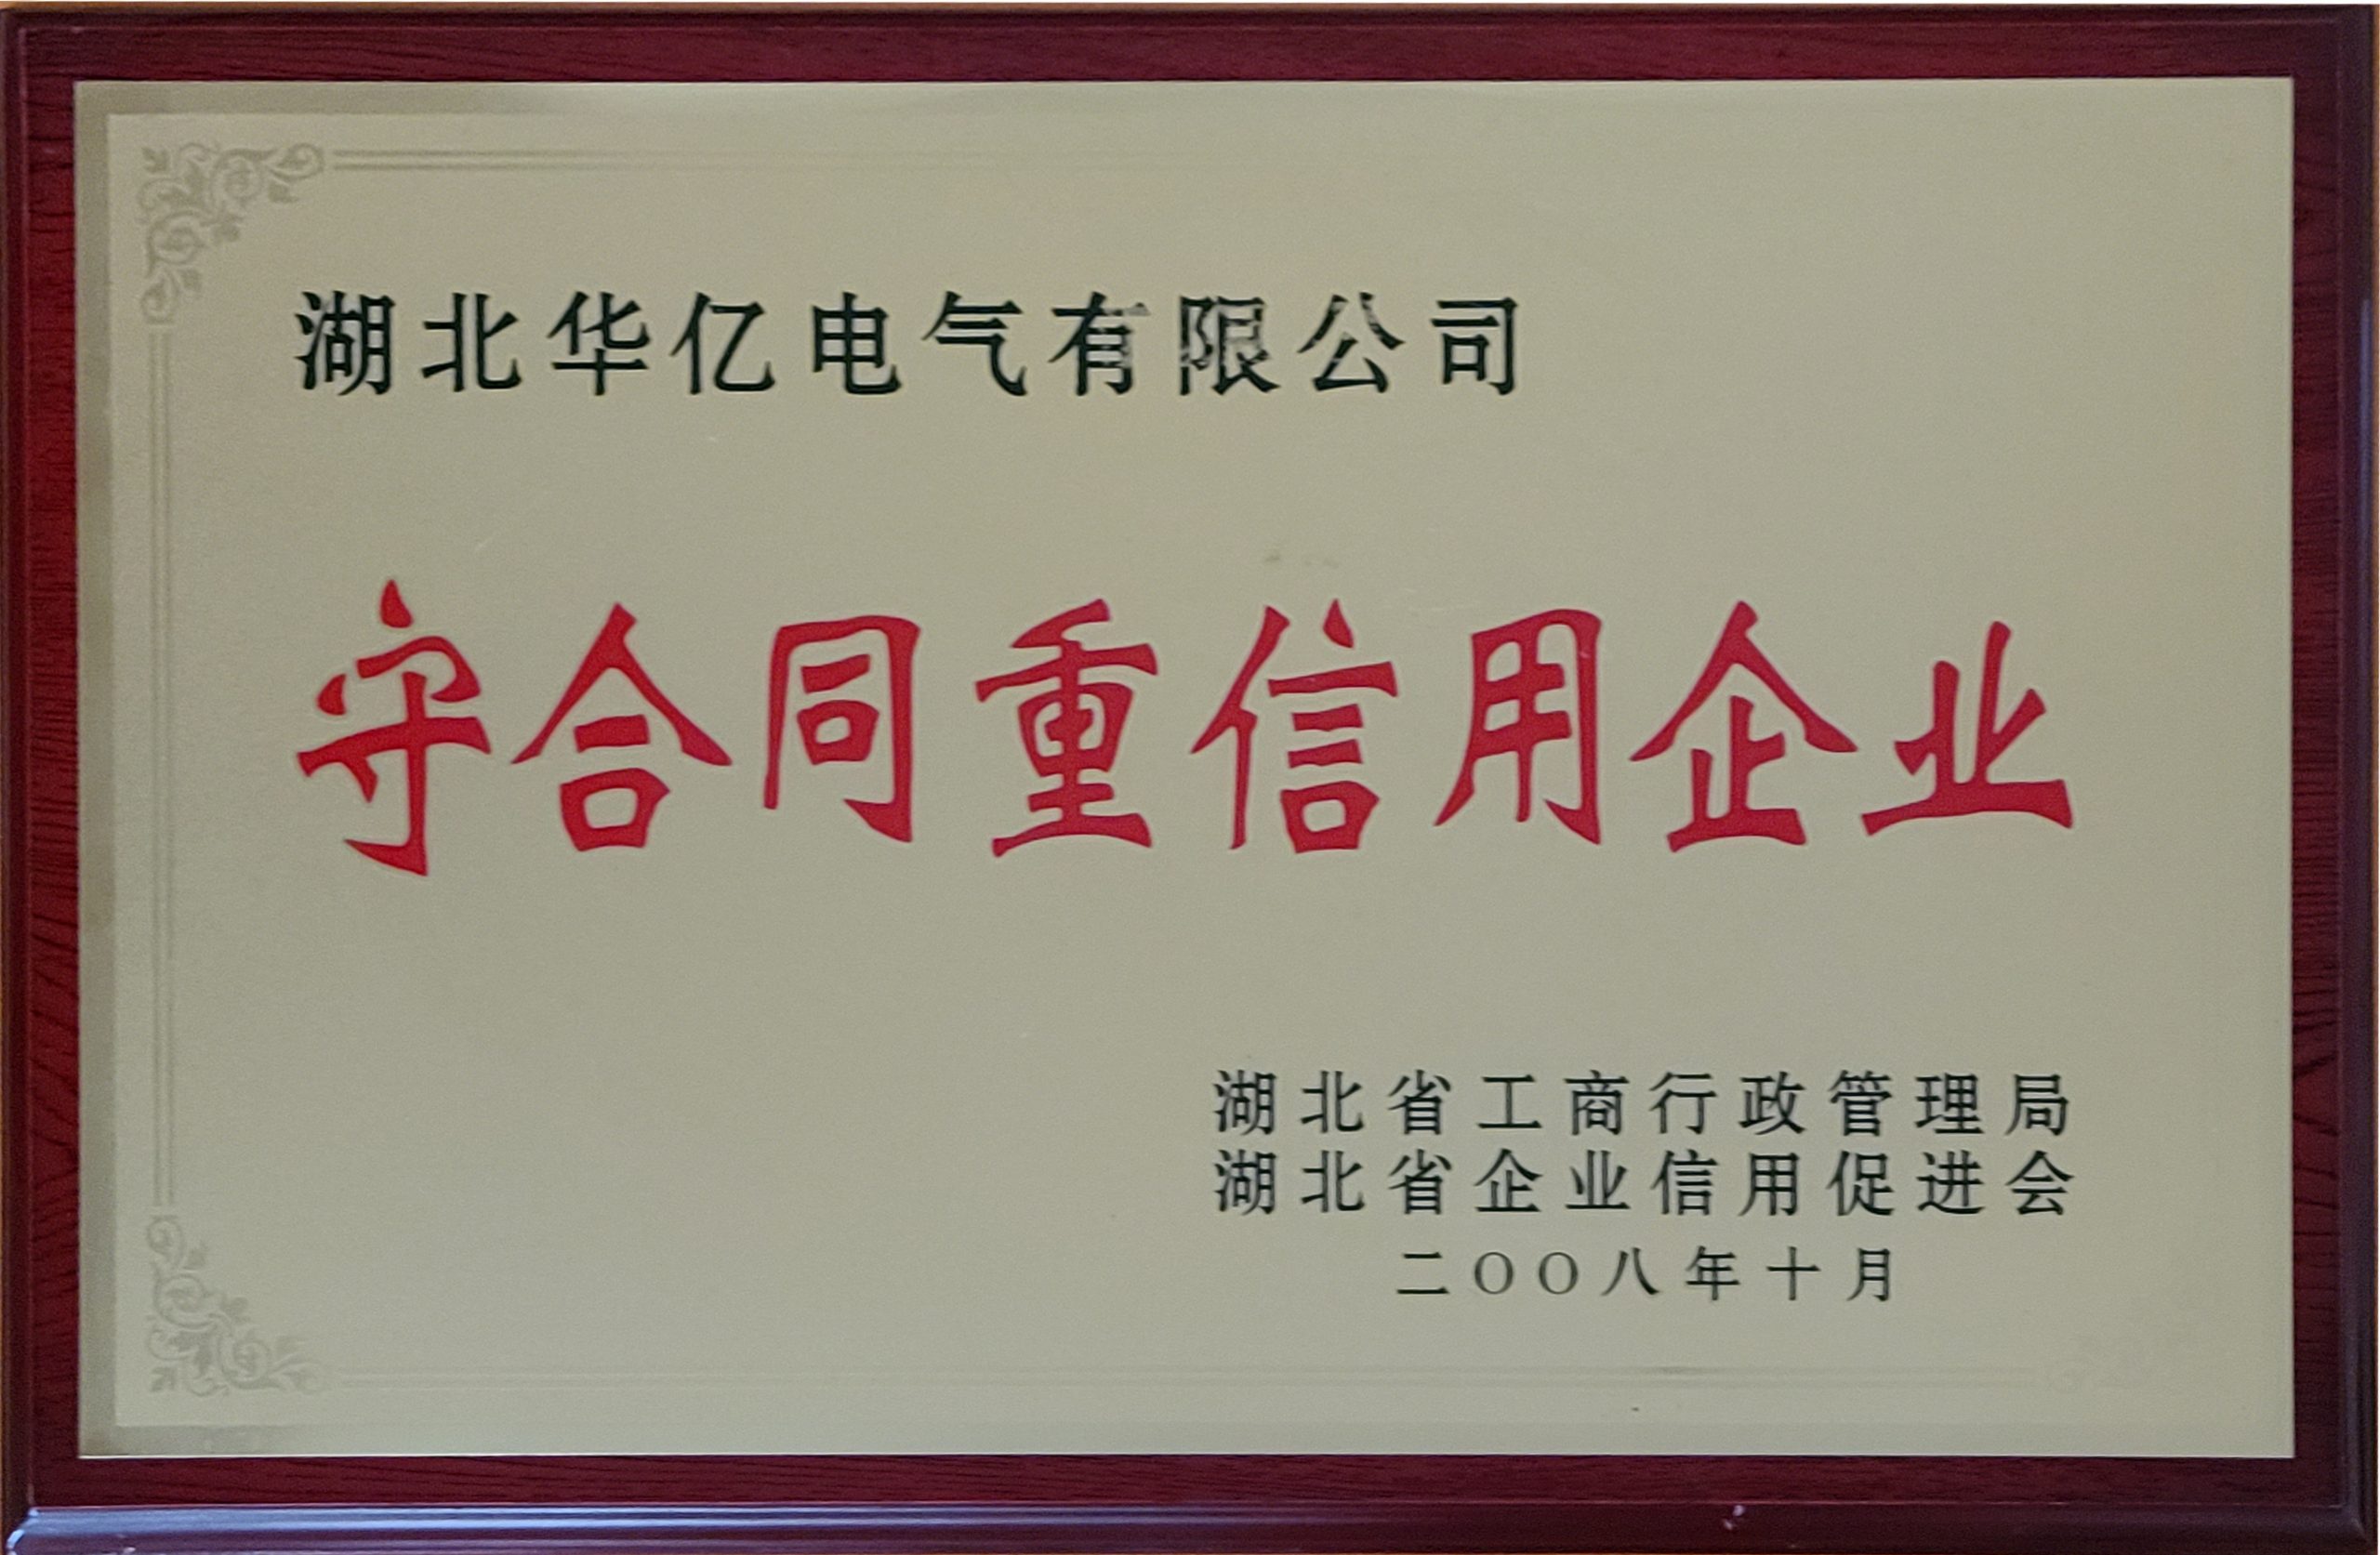 湖北华亿电气有限公司
守合同重信用企业
湖北省工商行政管理局
湖北省企业信用促进会
二〇〇八年十月